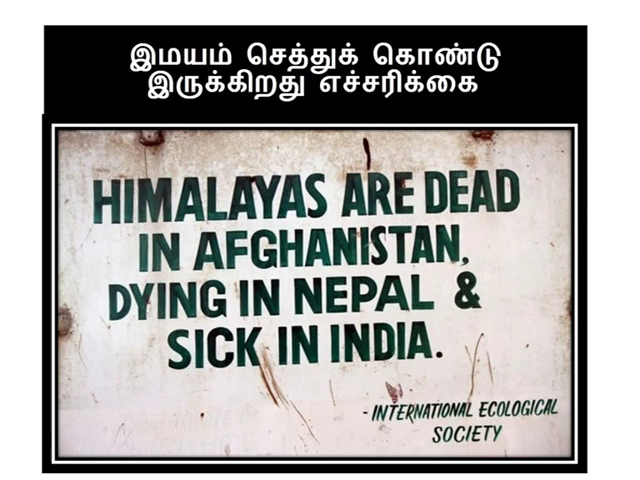 இமயம் செத்துக் கொண்டு
இருக்கிறது எச்சரிக்கை
HIMALAYAS ARE DEAD
IN AFGHANISTAN,
DYING IN NEPAL &
SICK IN INDIA.
- INTERNATIONAL ECOLOGICAL
SOCIETY